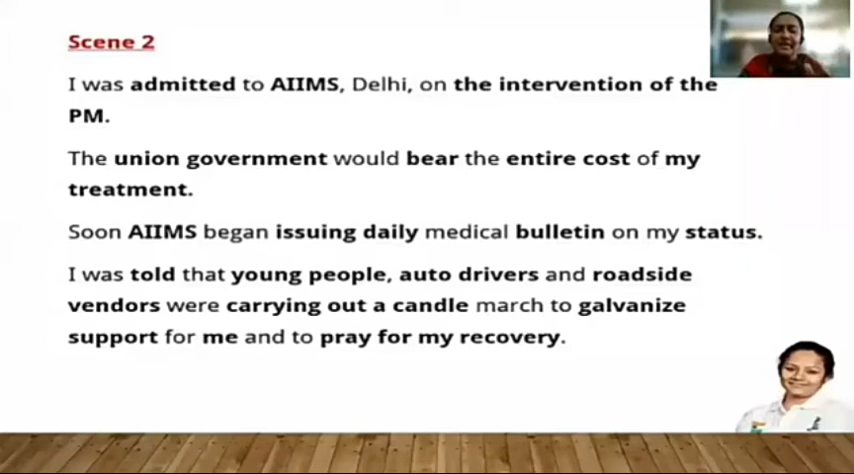 Scene 2
I was admitted to AIIMS, Delhi, on the intervention of the
PM.
The union government would bear the entire cost of my
treatment.
Soon AIIMS began issuing daily medical bulletin on my status.
I was told that young people, auto drivers and roadside
vendors were carrying out a candle march to galvanize
support for me and to pray for my recovery.